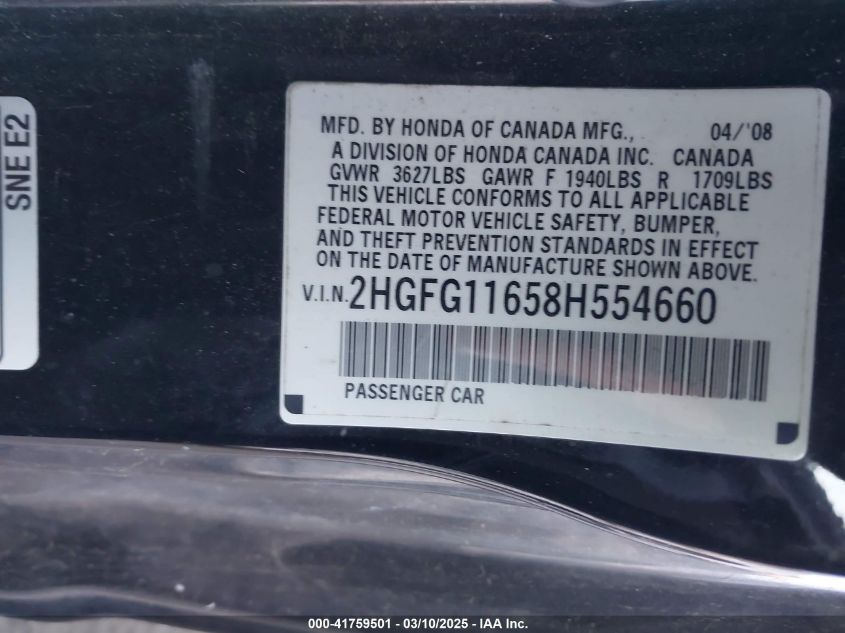 SNE E2
MFD. BY HONDA OF CANADA MFG., 04/'08
A DIVISION OF HONDA CANADA INC. CANADA
GVWR 3627LBS GAWR F 1940LBS R 1709LBS
THIS VEHICLE CONFORMS TO ALL APPLICABLE
FEDERAL MOTOR VEHICLE SAFETY, BUMPER,
AND THEFT PREVENTION STANDARDS IN EFFECT
ON THE DATE OF MANUFACTURE SHOWN ABOVE.
V.I.N. 2HGFG11658H554660
PASSENGER CAR
000-41759501 - 03/10/2025 - IAA Inc.